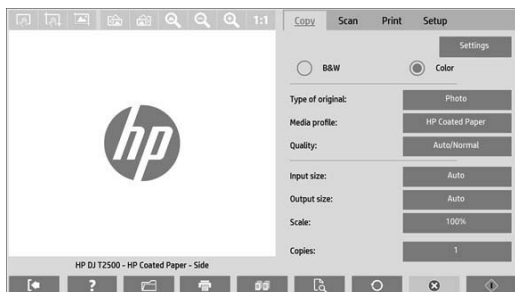 1:1
Copy Scan Print Setup
Settings
B&W Color
Type of original: Photo
Media profile: HP Coated Paper
Quality: Auto/Normal
hp
Input size: Auto
Output size: Auto
Scale: 100%
Copies: 1
HP DJ T2500 - HP Coated Paper - Side
?